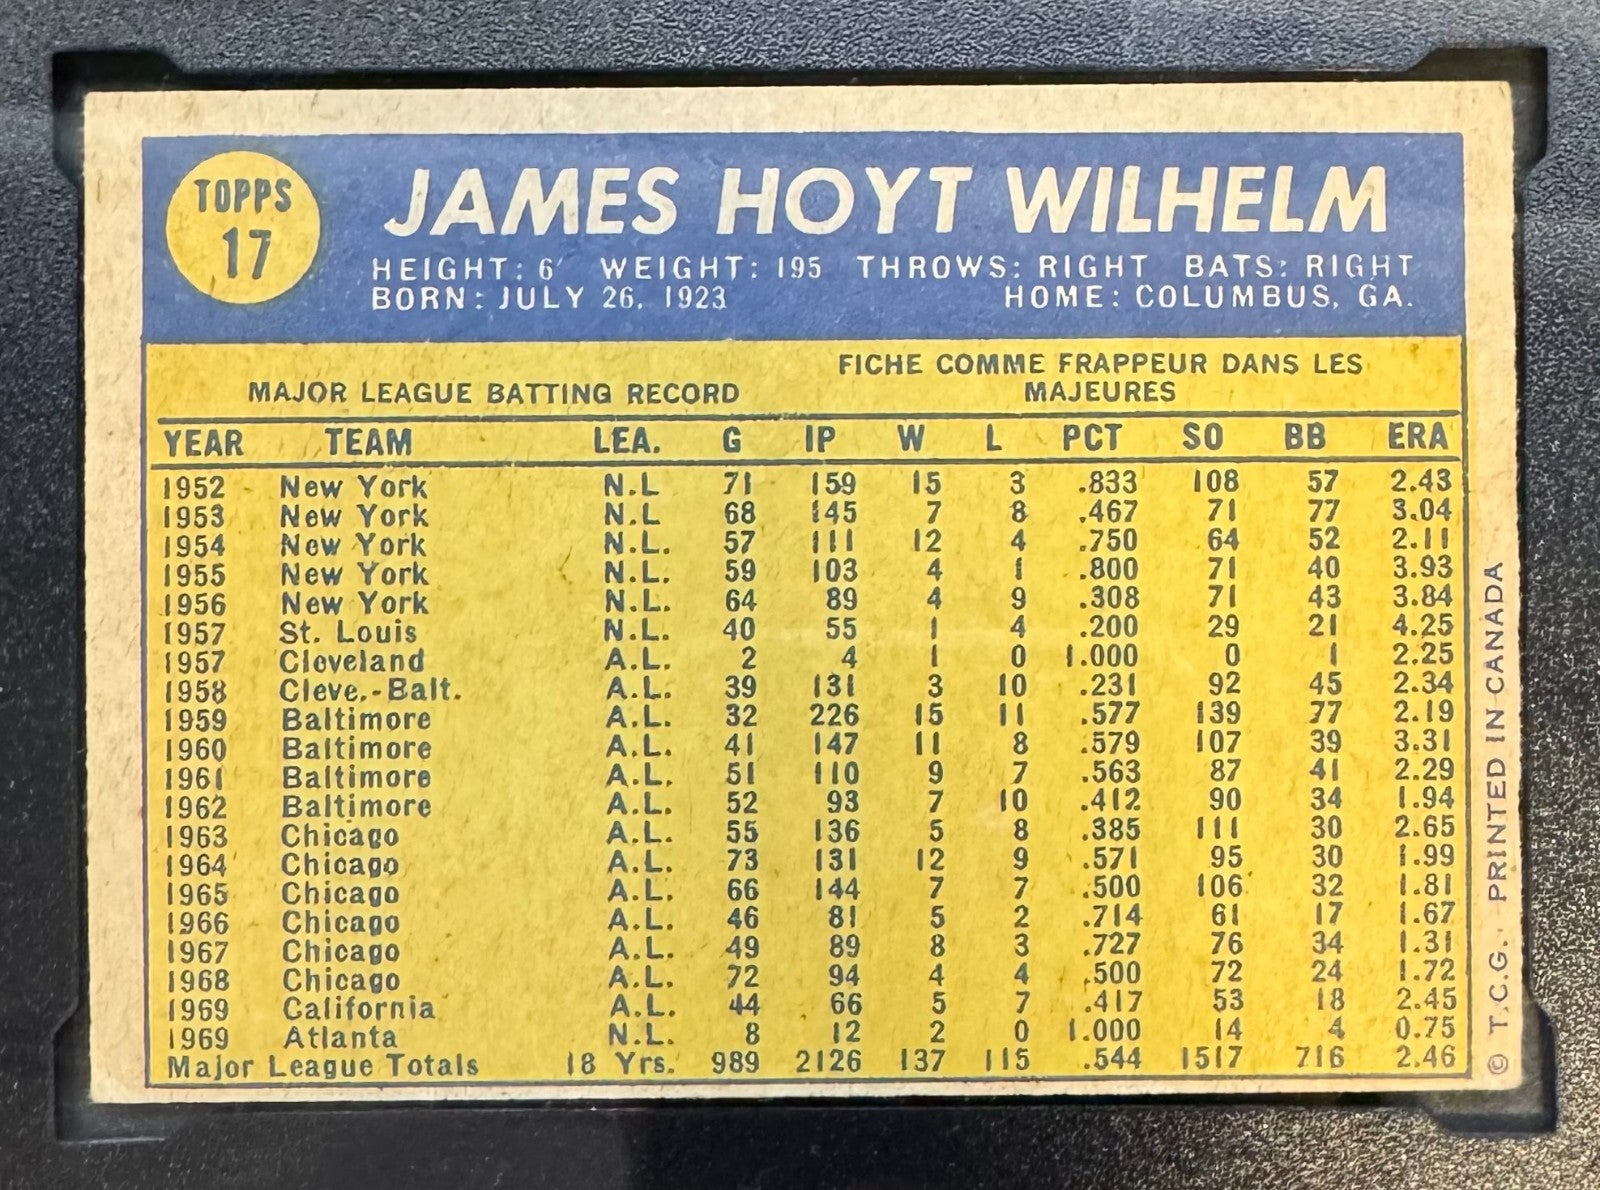 TOPPS
17
JAMES HOYT WILHELM
HEIGHT: 6' WEIGHT: 195 THROWS: RIGHT BATS: RIGHT
BORN: JULY 26, 1923 HOME: COLUMBUS, GA.
MAJOR LEAGUE BATTING RECORD
FICHE COMME FRAPPEUR DANS LES
MAJEURES
YEAR TEAM LEA. G IP W L PCT SO BB ERA
1952 New York N.L 71 159 15 3 .833 108 57 2.43
1953 New York N.L 68 145 7 8 .467 71 77 3.04
1954 New York N.L. 57 111 12 4 .750 64 52 2.11
1955 New York N.L. 59 103 4 1 .800 71 40 3.93
1956 New York N.L. 64 89 4 9 .308 71 43 3.84
1957 St. Louis N.L. 40 55 1 4 .200 29 21 4.25
1957 Cleveland A.L. 2 4 1 0 1.000 0 1 2.25
1958 Cleve.-Balt. A.L. 39 131 3 10 .231 92 45 2.34
1959 Baltimore A.L. 32 226 15 11 .577 139 77 2.19
1960 Baltimore A.L. 41 147 11 8 .579 107 39 3.31
1961 Baltimore A.L. 51 110 9 7 .563 87 41 2.29
1962 Baltimore A.L. 52 93 7 10 .412 90 34 1.94
1963 Chicago A.L. 55 136 5 8 .385 111 30 2.65
1964 Chicago A.L. 73 131 12 9 .571 95 30 1.99
1965 Chicago A.L. 66 144 7 7 .500 106 32 1.81
1966 Chicago A.L. 46 81 5 2 .714 61 17 1.67
1967 Chicago A.L. 49 89 8 3 .727 76 34 1.31
1968 Chicago A.L. 72 94 4 4 .500 72 24 1.72
1969 California A.L. 44 66 5 7 .417 53 18 2.45
1969 Atlanta N.L. 8 12 2 0 1.000 14 4 0.75
Major League Totals 18 Yrs. 989 2126 137 115 .544 1517 716 2.46
© T.C.G. PRINTED IN CANADA